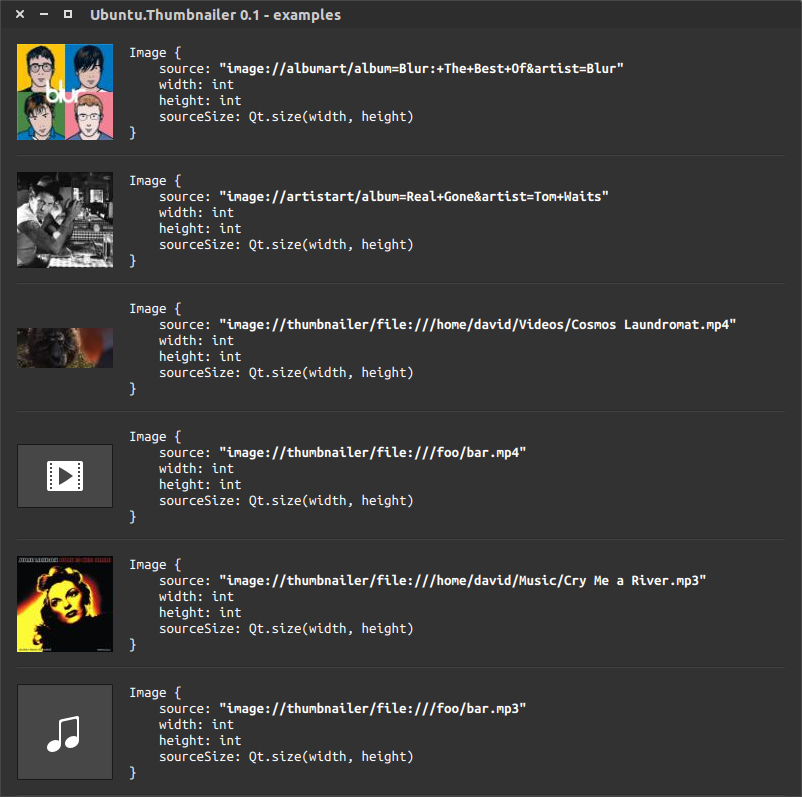 Ubuntu.Thumbnailer 0.1 - examples
blur
Image {
    source: "image://albumart/album=Blur:+The+Best+Of&artist=Blur"
    width: int
    height: int
    sourceSize: Qt.size(width, height)
}
Image {
    source: "image://artistart/album=Real+Gone&artist=Tom+Waits"
    width: int
    height: int
    sourceSize: Qt.size(width, height)
}
Image {
    source: "image://thumbnailer/file:///home/david/Videos/Cosmos Laundromat.mp4"
    width: int
    height: int
    sourceSize: Qt.size(width, height)
}
Image {
    source: "image://thumbnailer/file:///foo/bar.mp4"
    width: int
    height: int
    sourceSize: Qt.size(width, height)
}
Image {
    source: "image://thumbnailer/file:///home/david/Music/Cry Me a River.mp3"
    width: int
    height: int
    sourceSize: Qt.size(width, height)
}
Image {
    source: "image://thumbnailer/file:///foo/bar.mp3"
    width: int
    height: int
    sourceSize: Qt.size(width, height)
}